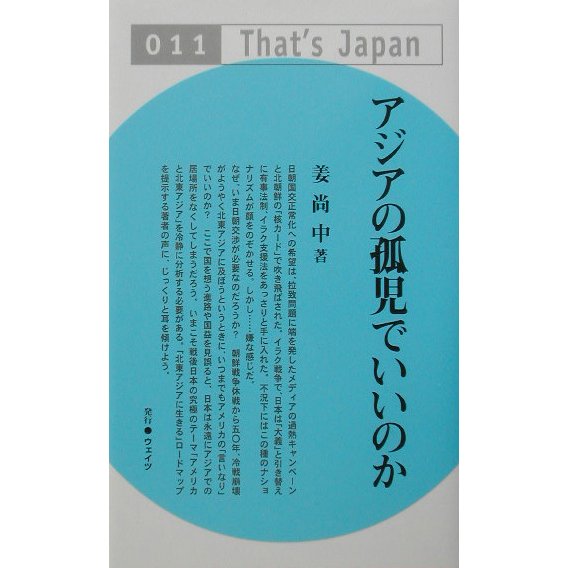 011 That's Japan
アジアの孤児でいいのか
姜尚中 著
日朝国交正常化への希望は、拉致問題に端を発したメディアの過熱キャンペーン
と北朝鮮の「核カード」で吹き飛ばされた。イラク戦争で、日本は「大義」と引き替え
に有事法制、イラク支援法をあっさりと手に入れた。不況下にはこの種のナショ
ナリズムが顔をのぞかせる。しかし……嫌な感じだ。
なぜ、いま日朝交渉が必要なのだろうか？ 朝鮮戦争休戦から五〇年、冷戦崩壊
がようやく北東アジアに及ぼうというときに、いつまでもアメリカの「言いなり」
でいいのか？ ここで国を想う進路や国益を見誤ると、日本は永遠にアジアでの
居場所をなくしてしまうだろう。いまこそ戦後日本の究極のテーマ「アメリカ
と北東アジア」を冷静に分析する必要がある。「北東アジアに生きる」ロードマップ
を提示する著者の声に、じっくりと耳を傾けよう。
発行●ウェイツ